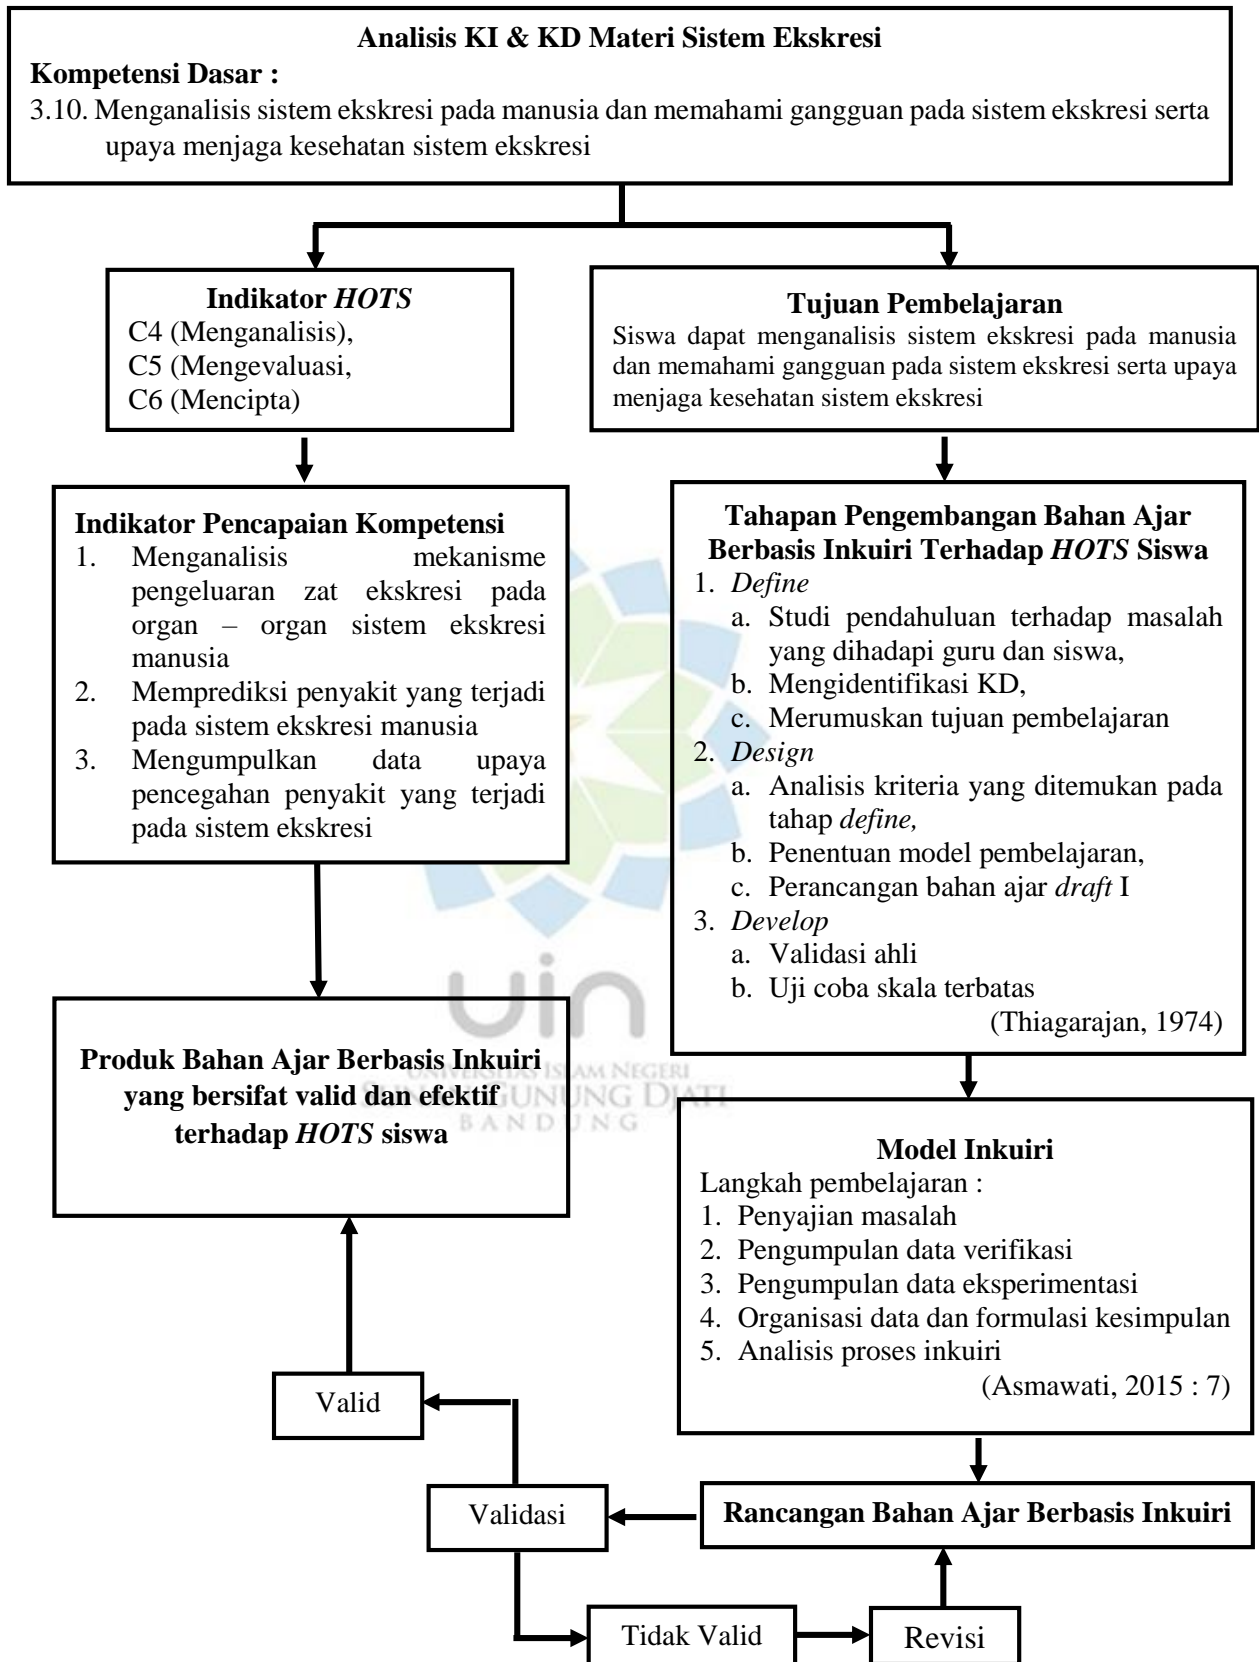 Analisis KI & KD Materi Sistem Ekskresi
Kompetensi Dasar :
3.10. Menganalisis sistem ekskresi pada manusia dan memahami gangguan pada sistem ekskresi serta
upaya menjaga kesehatan sistem ekskresi
Indikator HOTS
C4 (Menganalisis),
C5 (Mengevaluasi,
C6 (Mencipta)
Tujuan Pembelajaran
Siswa dapat menganalisis sistem ekskresi pada manusia
dan memahami gangguan pada sistem ekskresi serta upaya
menjaga kesehatan sistem ekskresi
Indikator Pencapaian Kompetensi
1. Menganalisis mekanisme
pengeluaran zat ekskresi pada
organ – organ sistem ekskresi
manusia
2. Memprediksi penyakit yang terjadi
pada sistem ekskresi manusia
3. Mengumpulkan data upaya
pencegahan penyakit yang terjadi
pada sistem ekskresi
Tahapan Pengembangan Bahan Ajar
Berbasis Inkuiri Terhadap HOTS Siswa
1. Define
a. Studi pendahuluan terhadap masalah
yang dihadapi guru dan siswa,
b. Mengidentifikasi KD,
c. Merumuskan tujuan pembelajaran
2. Design
a. Analisis kriteria yang ditemukan pada
tahap define,
b. Penentuan model pembelajaran,
c. Perancangan bahan ajar draft I
3. Develop
a. Validasi ahli
b. Uji coba skala terbatas
(Thiagarajan, 1974)
uin
UNIVERSITAS ISLAM NEGERI
SUNAN GUNUNG DJATI
BANDUNG
Produk Bahan Ajar Berbasis Inkuiri
yang bersifat valid dan efektif
terhadap HOTS siswa
Model Inkuiri
Langkah pembelajaran :
1. Penyajian masalah
2. Pengumpulan data verifikasi
3. Pengumpulan data eksperimentasi
4. Organisasi data dan formulasi kesimpulan
5. Analisis proses inkuiri
(Asmawati, 2015 : 7)
Valid
Validasi
Rancangan Bahan Ajar Berbasis Inkuiri
Tidak Valid
Revisi